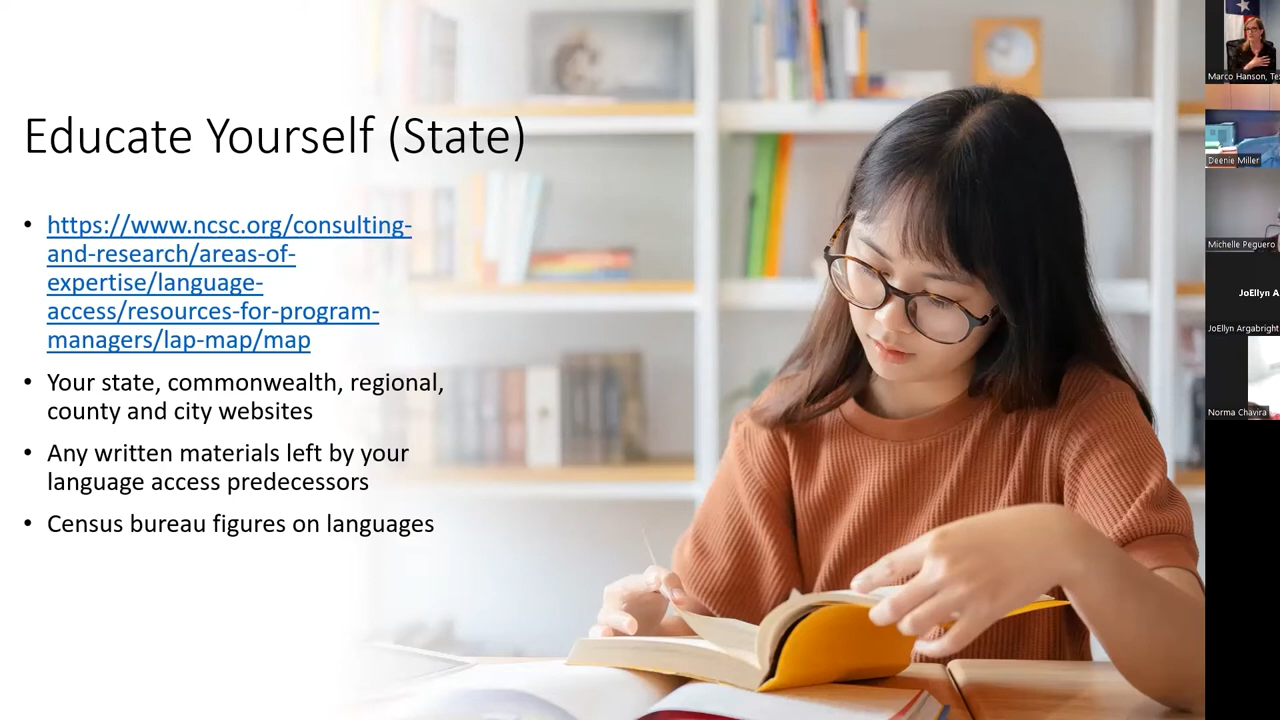 Educate Yourself (State)
• https://www.ncsc.org/consulting-
and-research/areas-of-
expertise/language-
access/resources-for-program-
managers/lap-map/map
• Your state, commonwealth, regional,
county and city websites
• Any written materials left by your
language access predecessors
• Census bureau figures on languages
Marco Hanson, Te
Deenie Miller
Michelle Peguero
JoEllyn A
JoEllyn Argabright
Norma Chavira